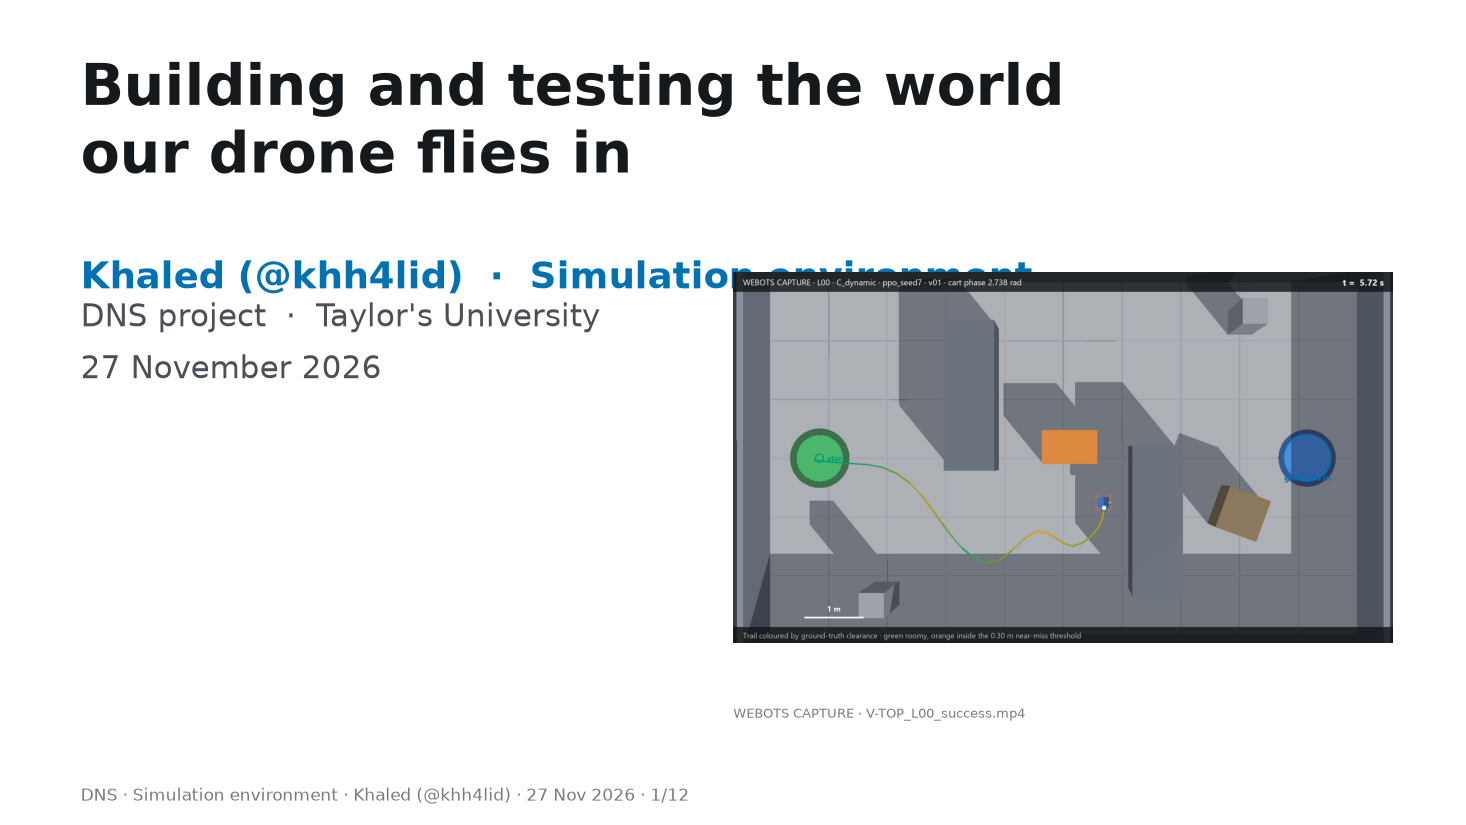 Building and testing the world
our drone flies in
Khaled (@khh4lid) · Simulation environment
DNS project · Taylor's University
27 November 2026
WEBOTS CAPTURE · L00 · C_dynamic · ppo_seed7 · v01 · cart phase 2.738 rad
t = 5.72 s
start
1 m
Trail coloured by ground-truth clearance · green roomy, orange inside the 0.30 m near-miss threshold
WEBOTS CAPTURE · V-TOP_L00_success.mp4
DNS · Simulation environment · Khaled (@khh4lid) · 27 Nov 2026 · 1/12